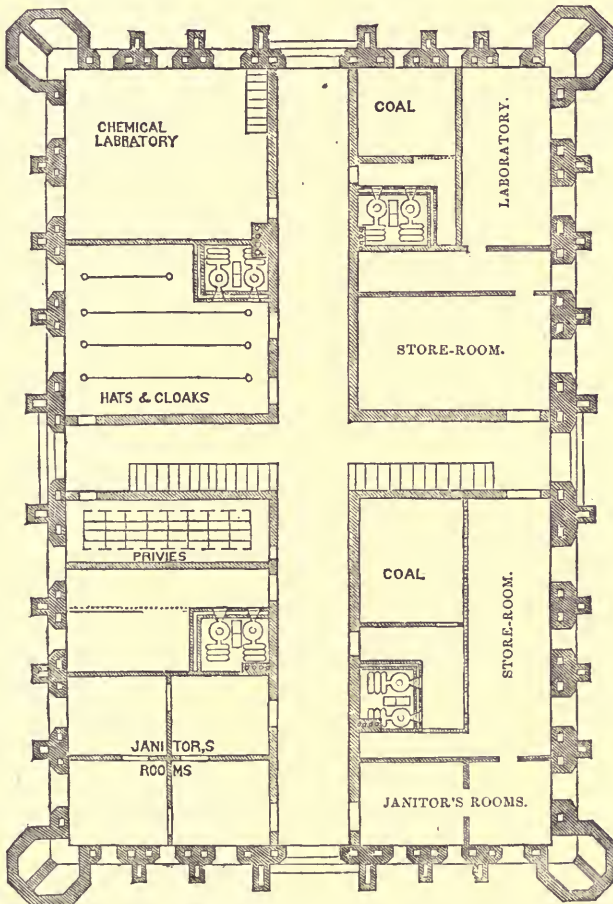 CHEMICAL
LABRATORY
COAL
LABORATORY.
STORE-ROOM.
HATS & CLOAKS
PRIVIES
COAL
STORE-ROOM.
JANITOR,S
ROOMS
JANITOR'S ROOMS.